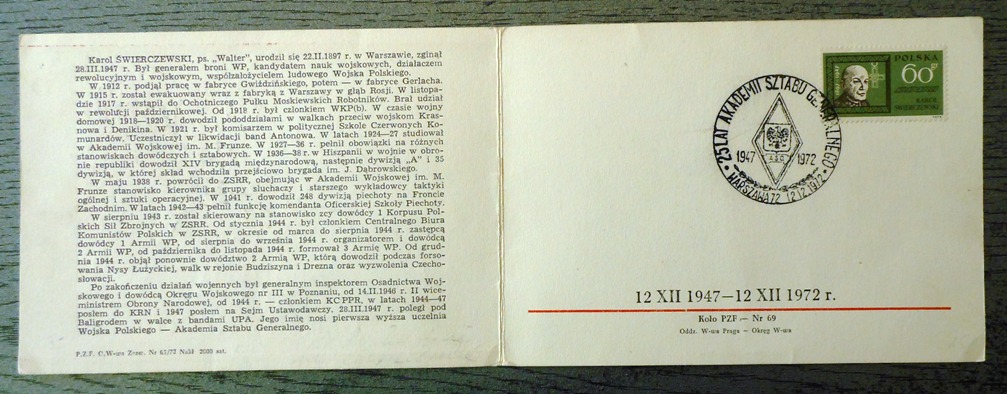 Karol ŚWIERCZEWSKI, ps. „Walter", urodził się 22.II.1897 r. w Warszawie, zginął
28.III.1947 r. Był generałem broni WP, kandydatem nauk wojskowych, działaczem
rewolucyjnym i wojskowym, współzałożycielem ludowego Wojska Polskiego.
W 1912 r. podjął pracę w fabryce Gwiździńskiego, potem — w fabryce Gerlacha.
W 1915 r. został ewakuowany wraz z fabryką z Warszawy w głąb Rosji. W listopa-
dzie 1917 r. wstąpił do Ochotniczego Pułku Moskiewskich Robotników. Brał udział
w rewolucji październikowej. Od 1918 r. był członkiem WKP(b). W czasie wojny
domowej 1918—1920 r. dowodził pododdziałami w walkach przeciw wojskom Kras-
nowa i Denikina. W 1921 r. był komisarzem w politycznej Szkole Czerwonych Ko-
munardów. Uczestniczył w likwidacji band Antonowa. W latach 1924—27 studiował
w Akademii Wojskowej im. M. Frunze. W 1927—36 r. pełnił obowiązki na różnych
stanowiskach dowódczych i sztabowych. W 1936—38 r. w Hiszpanii w wojnie w obro-
nie republiki dowodził XIV brygadą międzynarodową, następnie dywizją „A" i 35
dywizją, w której skład wchodziła przejściowo brygada im. J. Dąbrowskiego.
W maju 1938 r. powrócił do ZSRR, obejmując w Akademii Wojskowej im. M.
Frunze stanowisko kierownika grupy słuchaczy i starszego wykładowcy taktyki
ogólnej i sztuki operacyjnej. W 1941 r. dowodził 248 dywizją piechoty na Froncie
Zachodnim. W latach 1942—43 pełnił funkcję komendanta Oficerskiej Szkoły Piechoty.
W sierpniu 1943 r. został skierowany na stanowisko zcy dowódcy 1 Korpusu Pol-
skich Sił Zbrojnych w ZSRR. Od stycznia 1944 r. był członkiem Centralnego Biura
Komunistów Polskich w ZSRR, w okresie od marca do sierpnia 1944 r. zastępcą
dowódcy 1 Armii WP, od sierpnia do września 1944 r. organizatorem i dowódcą
2 Armii WP, od października do listopada 1944 r. formował 3 Armię WP. Od grud-
nia 1944 r. objął ponownie dowództwo 2 Armią WP, którą dowodził podczas forso-
wania Nysy Łużyckiej, walk w rejonie Budziszyna i Drezna oraz wyzwolenia Czecho-
słowacji.
Po zakończeniu działań wojennych był generalnym inspektorem Osadnictwa Woj-
skowego i dowódcą Okręgu Wojskowego nr III w Poznaniu, od 14.II.1946 r. II wice-
ministrem Obrony Narodowej, od 1944 r. — członkiem KC PPR, w latach 1944—47
posłem do KRN i 1947 posłem na Sejm Ustawodawczy. 28.III.1947 r. poległ pod
Baligrodem w walce z bandami UPA. Jego imię nosi pierwsza wyższa uczelnia
Wojska Polskiego — Akademia Sztabu Generalnego.
P.Z.F. O.W-wa Zezw. Nr 63/72 Nakł 2000 egz.
POLSKA
60 gr
KAROL
ŚWIERCZEWSKI
25 LAT AKADEMII SZTABU GENERALNEGO
1947 1972
A S G
WARSZAWA 72 12.12.1972
12 XII 1947—12 XII 1972 r.
Koło PZF — Nr 69
Oddz. W-wa Praga — Okręg W-wa